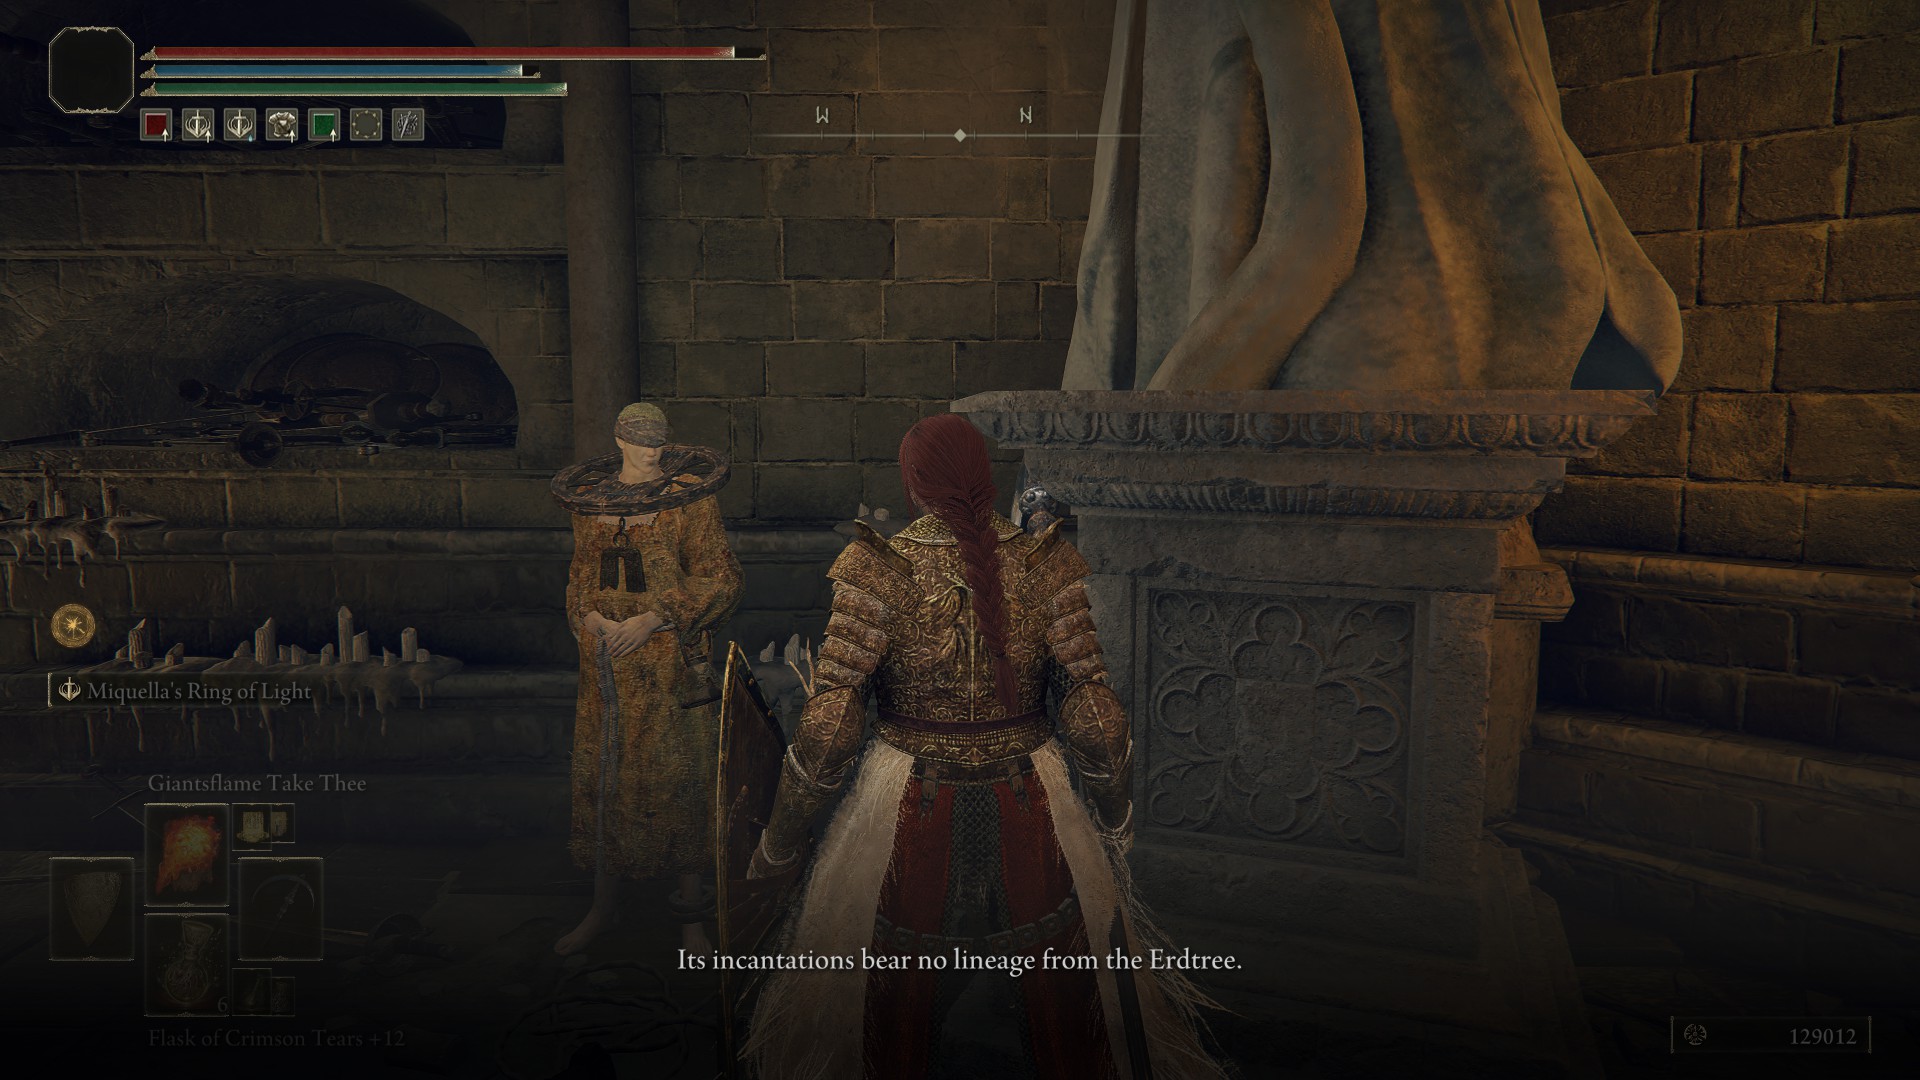 W N
Miquella's Ring of Light
Giantsflame Take Thee
6
Its incantations bear no lineage from the Erdtree.
Flask of Crimson Tears +12
129012